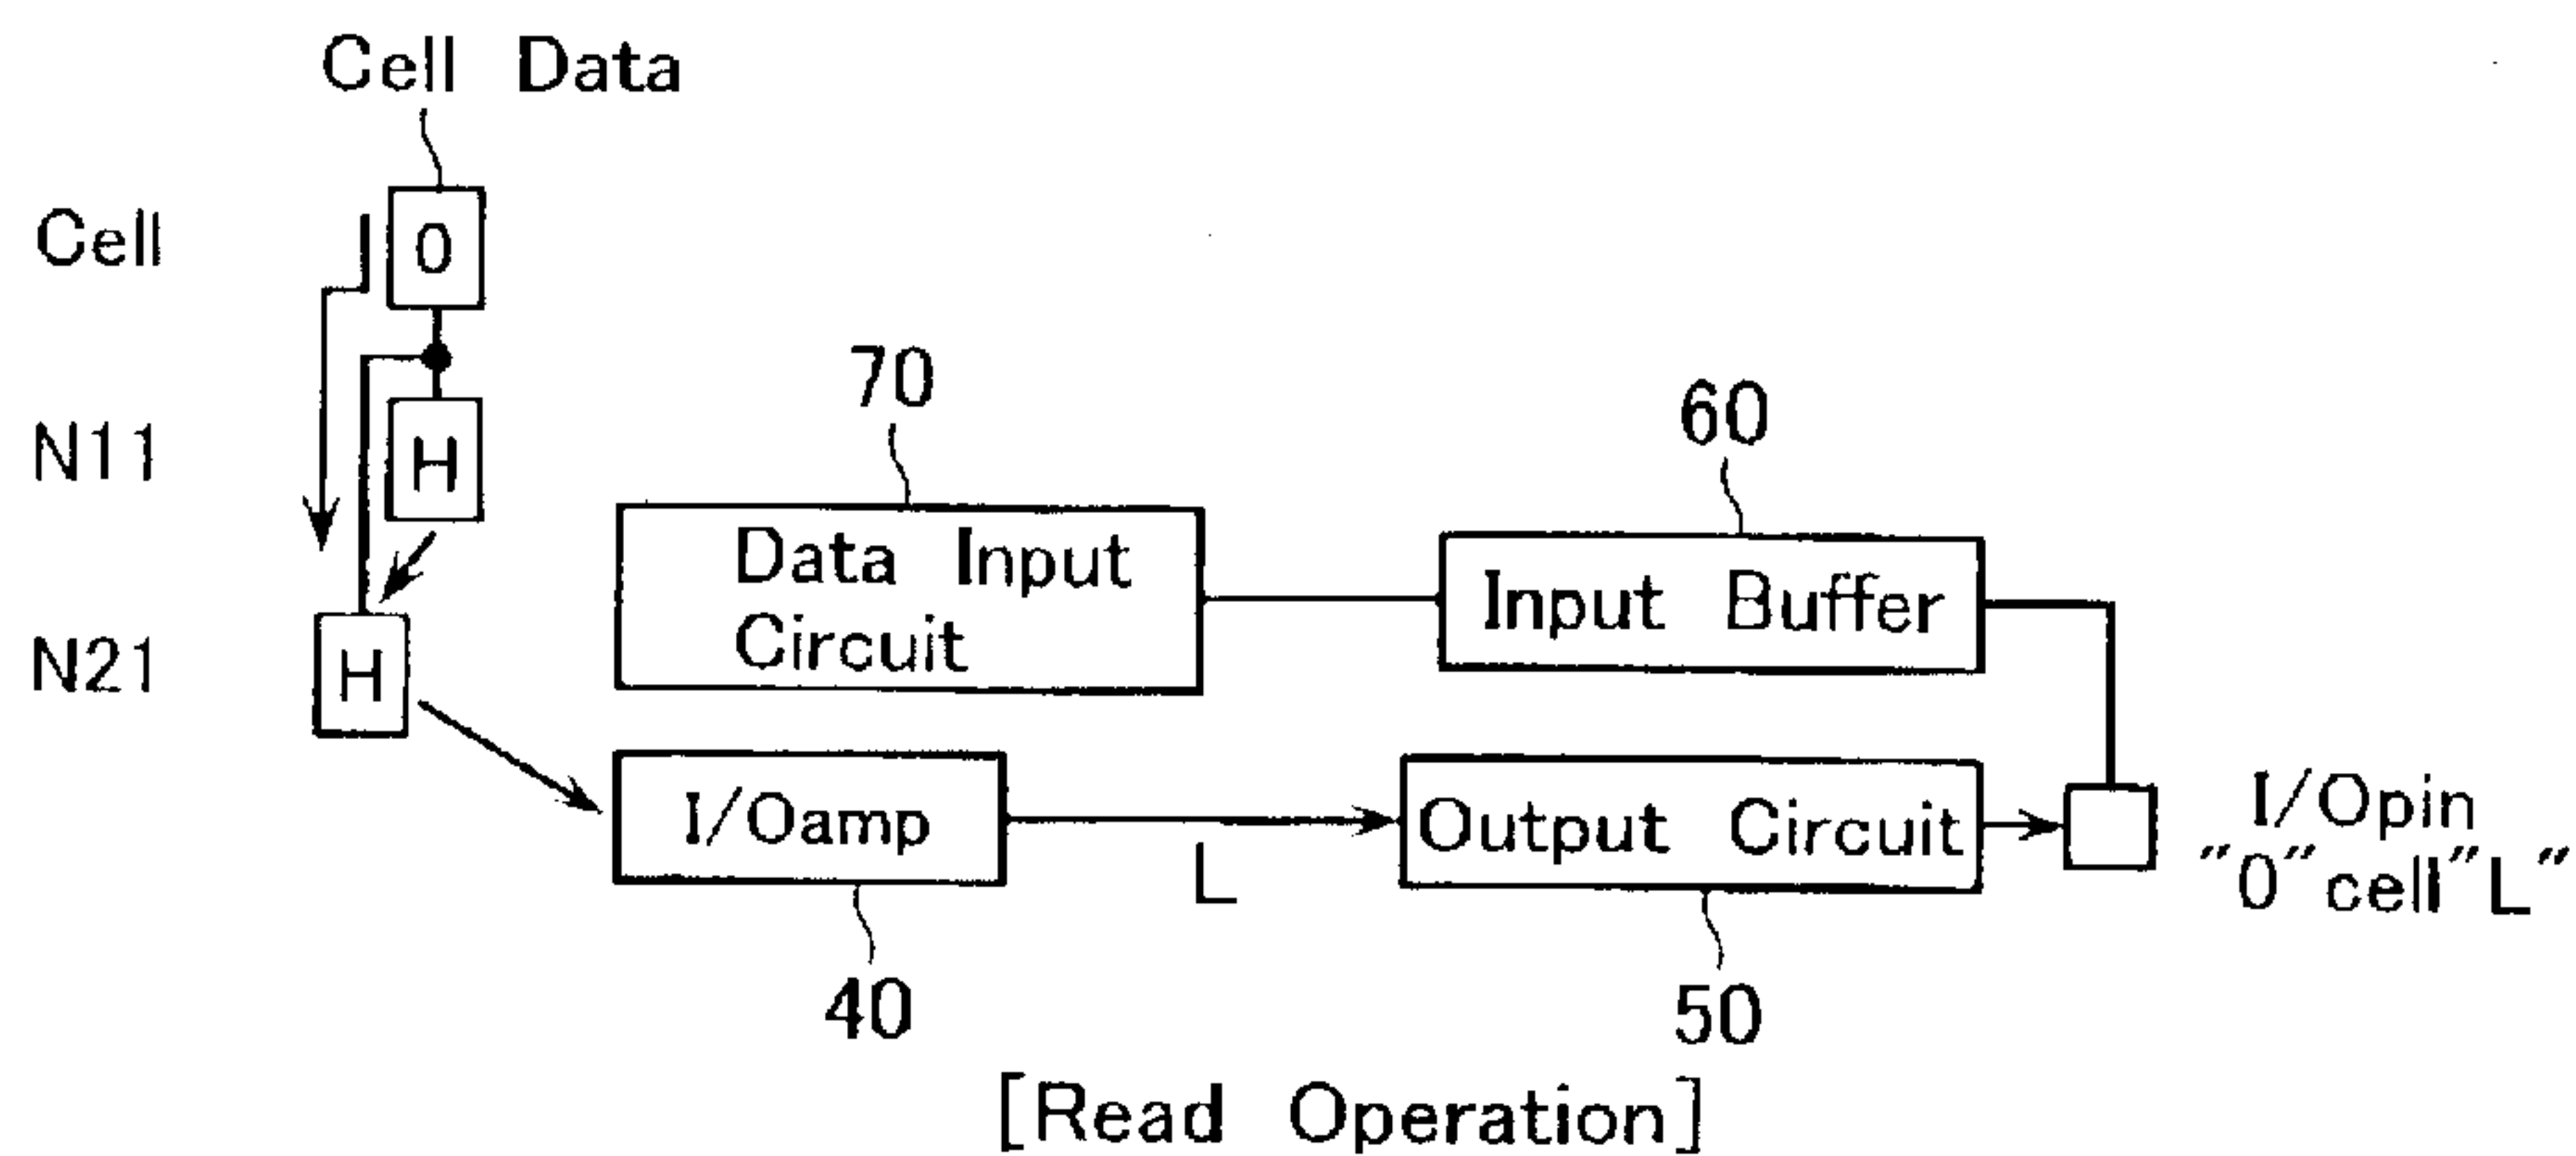 Cell Data
Cell
0
N11
H
N21
H
70
Data Input
Circuit
60
Input Buffer
I/Oamp
40
L
Output Circuit
50
I/Opin
"0"cell"L"
[Read Operation]